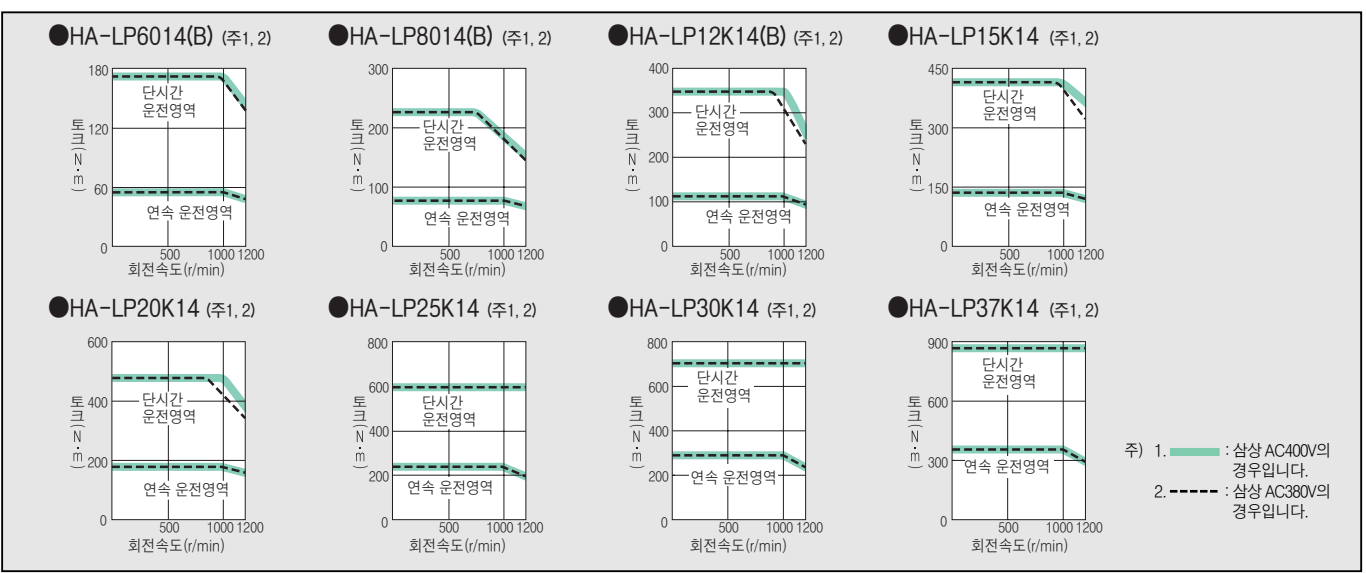 ●HA-LP6014(B) (주1, 2)
180
120
60
0
토크(N·m)
단시간
운전영역
연속 운전영역
500
1000 1200
회전속도(r/min)
●HA-LP8014(B) (주1, 2)
300
200
100
0
단시간
운전영역
연속 운전영역
500
1000 1200
회전속도(r/min)
●HA-LP12K14(B) (주1, 2)
400
300
200
100
0
토크(N·m)
단시간
운전영역
연속 운전영역
500
1000 1200
회전속도(r/min)
●HA-LP15K14 (주1, 2)
450
300
150
0
토크(N·m)
단시간
운전영역
연속 운전영역
500
1000 1200
회전속도(r/min)
●HA-LP20K14 (주1, 2)
600
400
200
0
토크(N·m)
단시간
운전영역
연속 운전영역
500
1000 1200
회전속도(r/min)
●HA-LP25K14 (주1, 2)
800
600
400
200
0
토크(N·m)
단시간
운전영역
연속 운전영역
500
1000 1200
회전속도(r/min)
●HA-LP30K14 (주1, 2)
800
600
400
200
0
토크(N·m)
단시간
운전영역
연속 운전영역
500
1000 1200
회전속도(r/min)
●HA-LP37K14 (주1, 2)
900
600
300
0
토크(N·m)
단시간
운전영역
연속 운전영역
500
1000 1200
회전속도(r/min)
주) 1. : 삼상 AC400V의
경우입니다.
2. : 삼상 AC380V의
경우입니다.